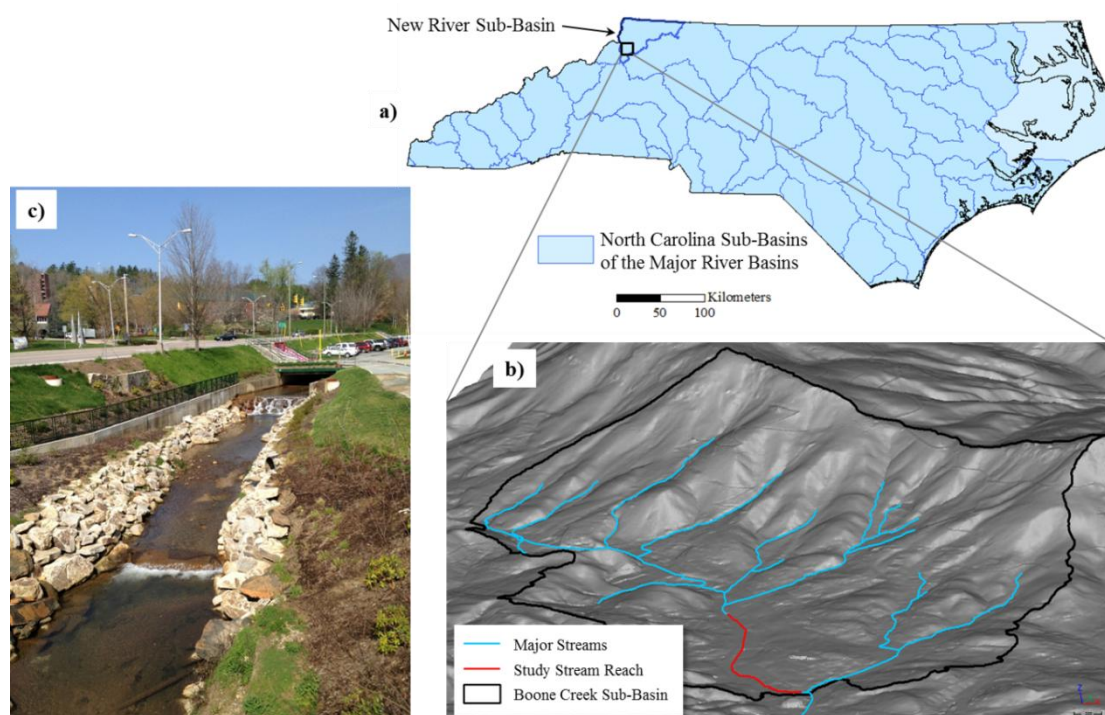 New River Sub-Basin
a)
North Carolina Sub-Basins
of the Major River Basins
Kilometers
0 50 100
c)
b)
Major Streams
Study Stream Reach
Boone Creek Sub-Basin
Z